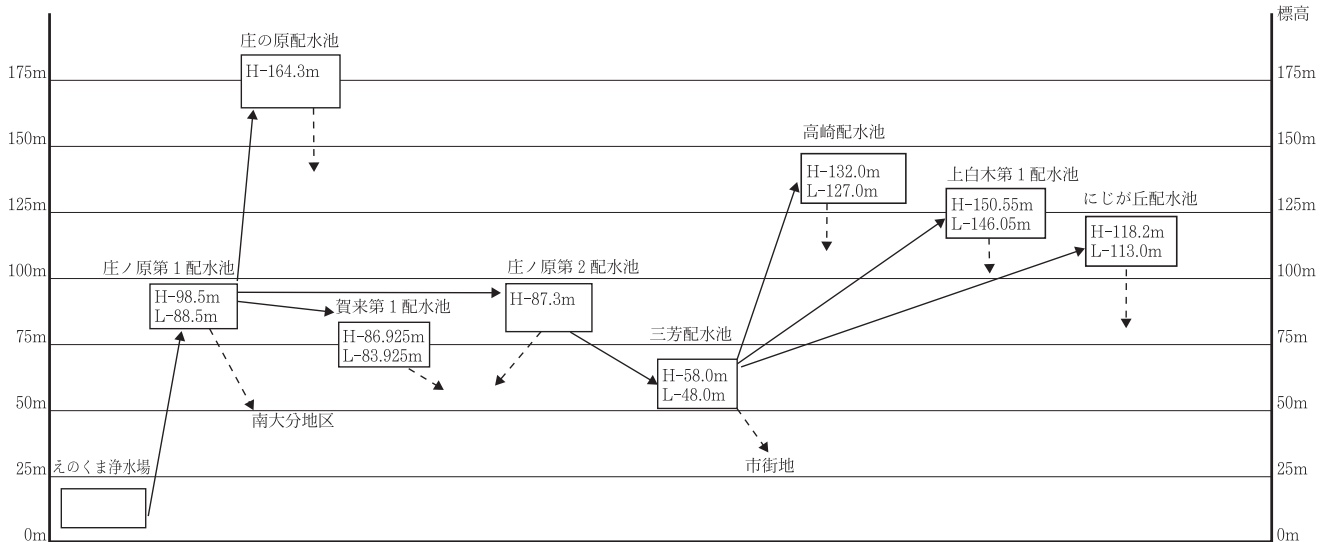 標高
庄の原配水池
H-164.3m
175m
175m
150m
高崎配水池
150m
H-132.0m
L-127.0m
上白木第1配水池
H-150.55m
L-146.05m
にじが丘配水池
H-118.2m
L-113.0m
125m
125m
庄ノ原第1配水池
H-98.5m
L-88.5m
庄ノ原第2配水池
H-87.3m
100m
100m
賀来第1配水池
H-86.925m
L-83.925m
三芳配水池
H-58.0m
L-48.0m
75m
75m
50m
50m
南大分地区
市街地
25m
えのくま浄水場
25m
0m
0m